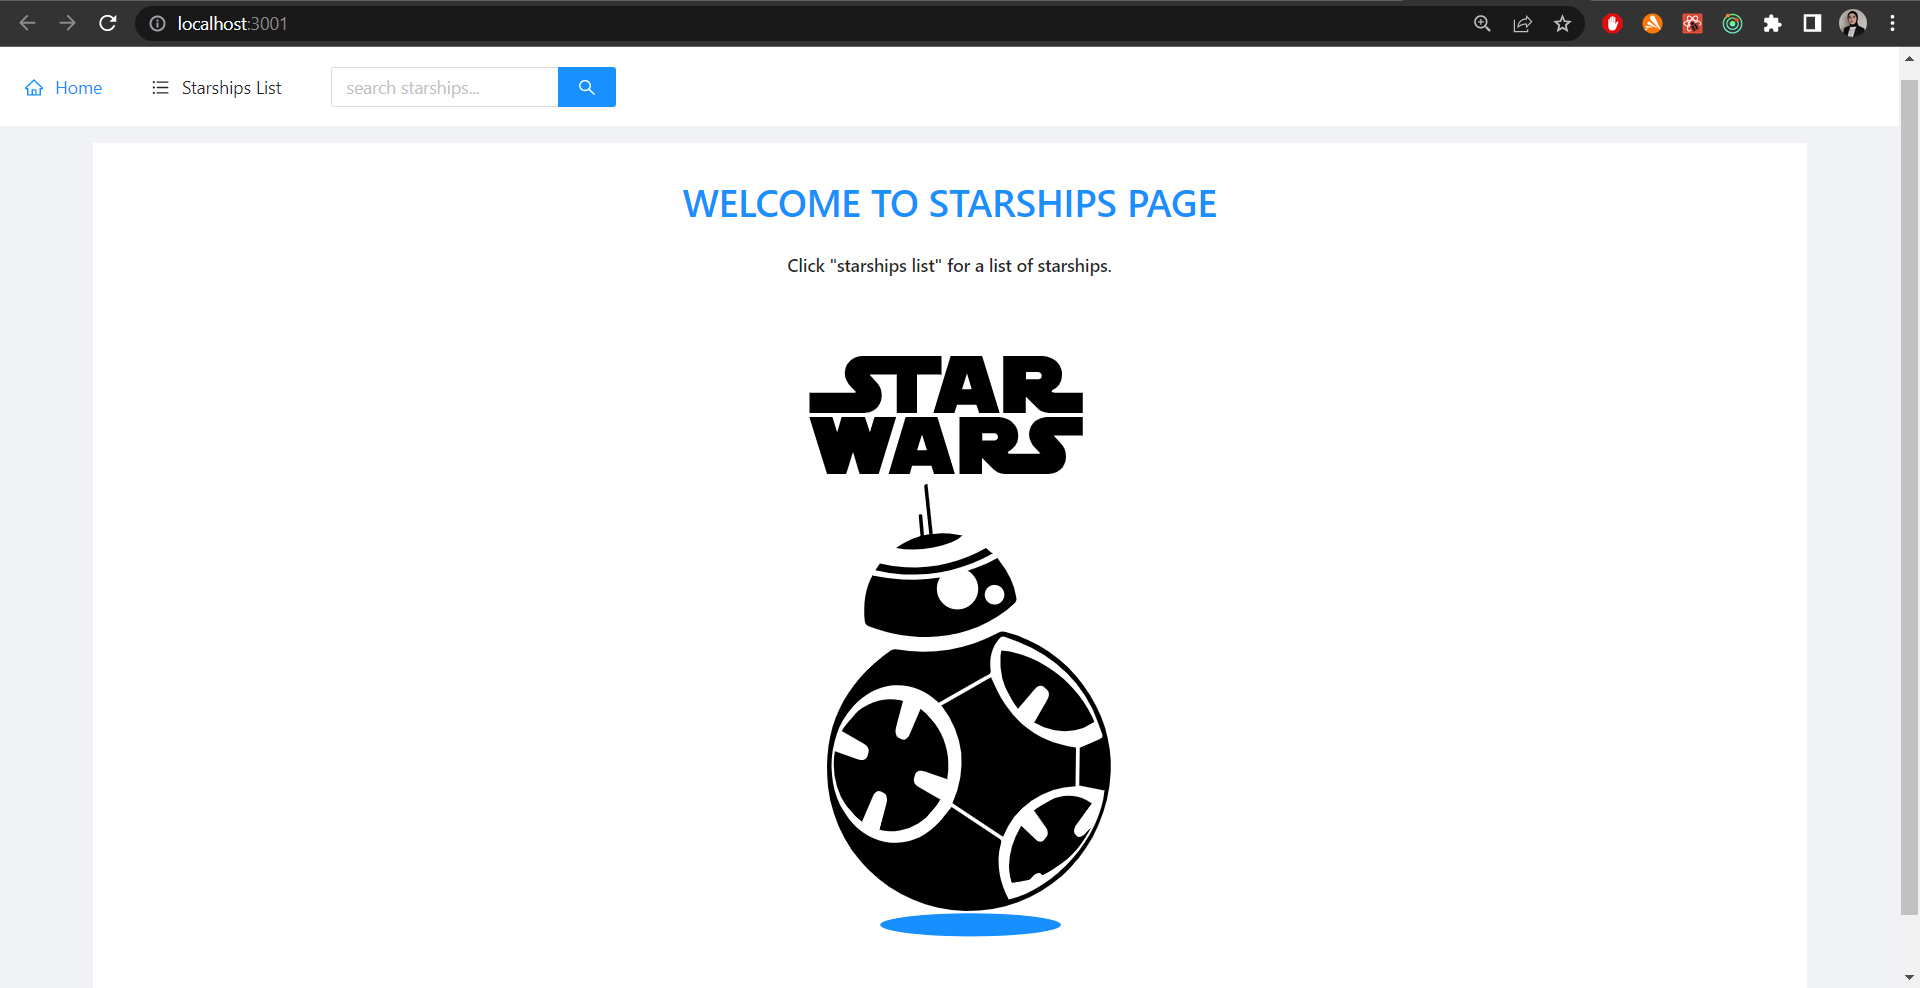 localhost:3001
Home
Starships List
search starships...
WELCOME TO STARSHIPS PAGE
Click "starships list" for a list of starships.
STAR
WARS